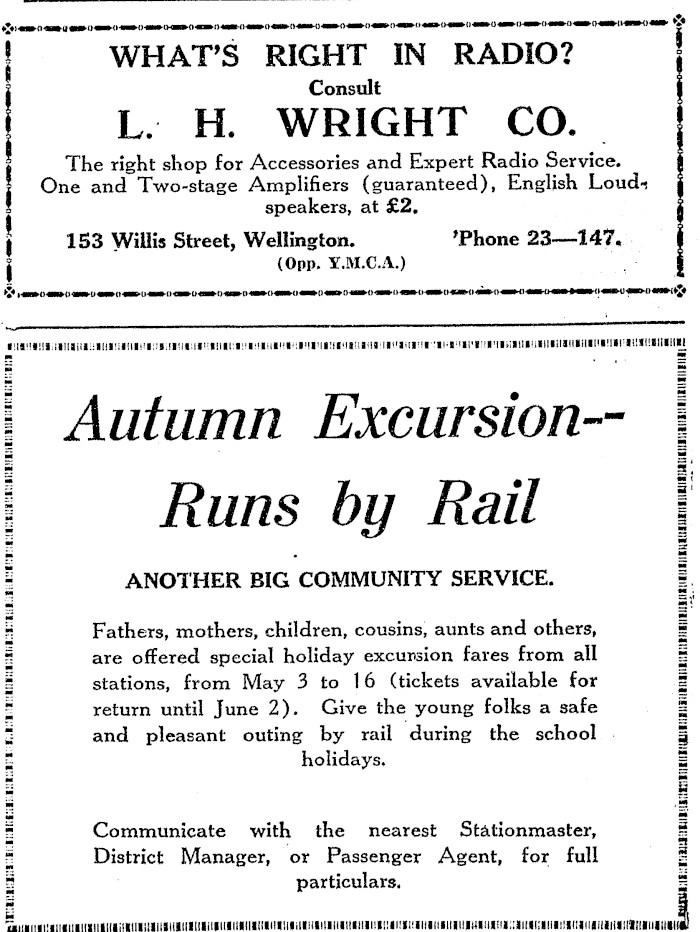 WHAT'S RIGHT IN RADIO?
Consult
L. H. WRIGHT CO.
The right shop for Accessories and Expert Radio Service.
One and Two-stage Amplifiers (guaranteed), English Loud-
speakers, at £2.
153 Willis Street, Wellington. 'Phone 23—147.
(Opp. Y.M.C.A.)
Autumn Excursion--
Runs by Rail
ANOTHER BIG COMMUNITY SERVICE.
Fathers, mothers, children, cousins, aunts and others,
are offered special holiday excursion fares from all
stations, from May 3 to 16 (tickets available for
return until June 2). Give the young folks a safe
and pleasant outing by rail during the school
holidays.
Communicate with the nearest Stationmaster,
District Manager, or Passenger Agent, for full
particulars.